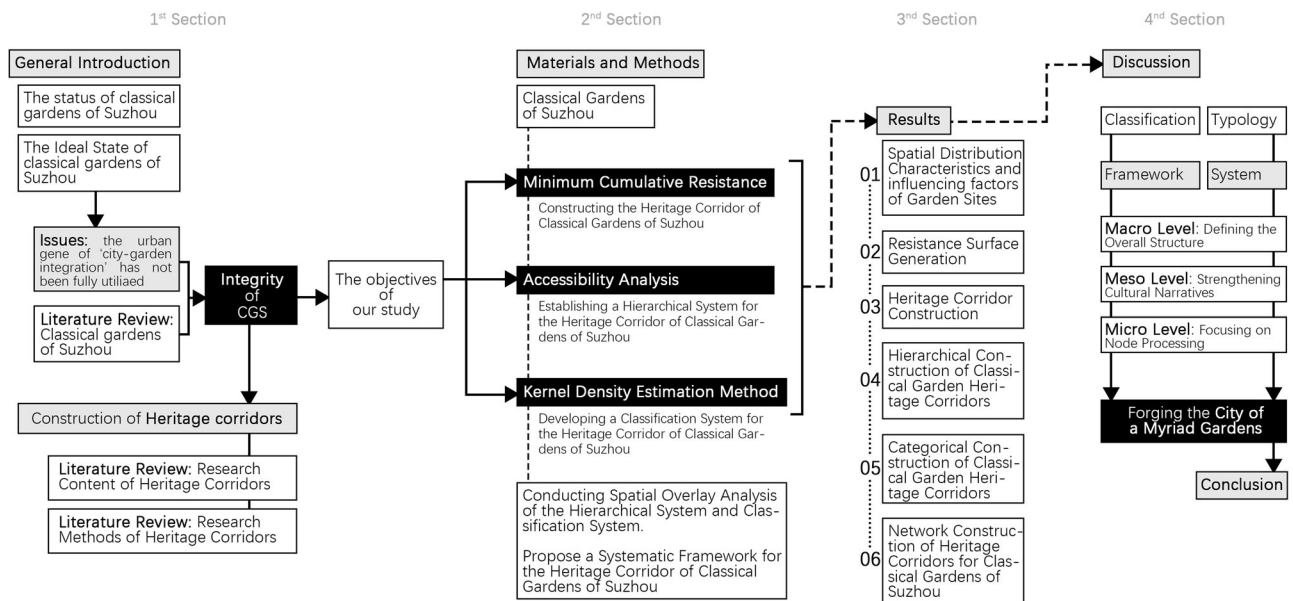 1st Section
General Introduction
The status of classical
gardens of Suzhou
The Ideal State of
classical gardens of
Suzhou
Issues: the urban
gene of 'city-garden
integration' has not
been fully utiliaed
Literature Review:
Classical gardens
of Suzhou
Integrity
of
CGS
The objectives
of
our study
Construction of Heritage corridors
Literature Review: Research
Content of Heritage Corridors
Literature Review: Research
Methods of Heritage Corridors
2nd Section
Materials and Methods
Classical Gardens
of Suzhou
Minimum Cumulative Resistance
Constructing the Heritage Corridor of
Classical Gardens of Suzhou
Accessibility Analysis
Establishing a Hierarchical System for
the Heritage Corridor of Classical Gar-
dens of Suzhou
Kernel Density Estimation Method
Developing a Classification System for
the Heritage Corridor of Classical Gar-
dens of Suzhou
Conducting Spatial Overlay Analysis
of the Hierarchical System and Clas-
sification System.
Propose a Systematic Framework for
the Heritage Corridor of Classical
Gardens of Suzhou
3nd Section
Results
01
Spatial Distribution
Characteristics and
influencing factors
of Garden Sites
02
Resistance Surface
Generation
03
Heritage Corridor
Construction
04
Hierarchical Con-
struction of Classi-
cal Garden Heritage
Corridors
05
Categorical Con-
struction of Classi-
cal Garden Heritage
Corridors
06
Network Construc-
tion of Heritage
Corridors for Clas-
sical Gardens of
Suzhou
4nd Section
Discussion
Classification
Typology
Framework
System
Macro Level: Defining the
Overall Structure
Meso Level: Strengthening
Cultural Narratives
Micro Level: Focusing on
Node Processing
Forging the City of
a Myriad Gardens
Conclusion